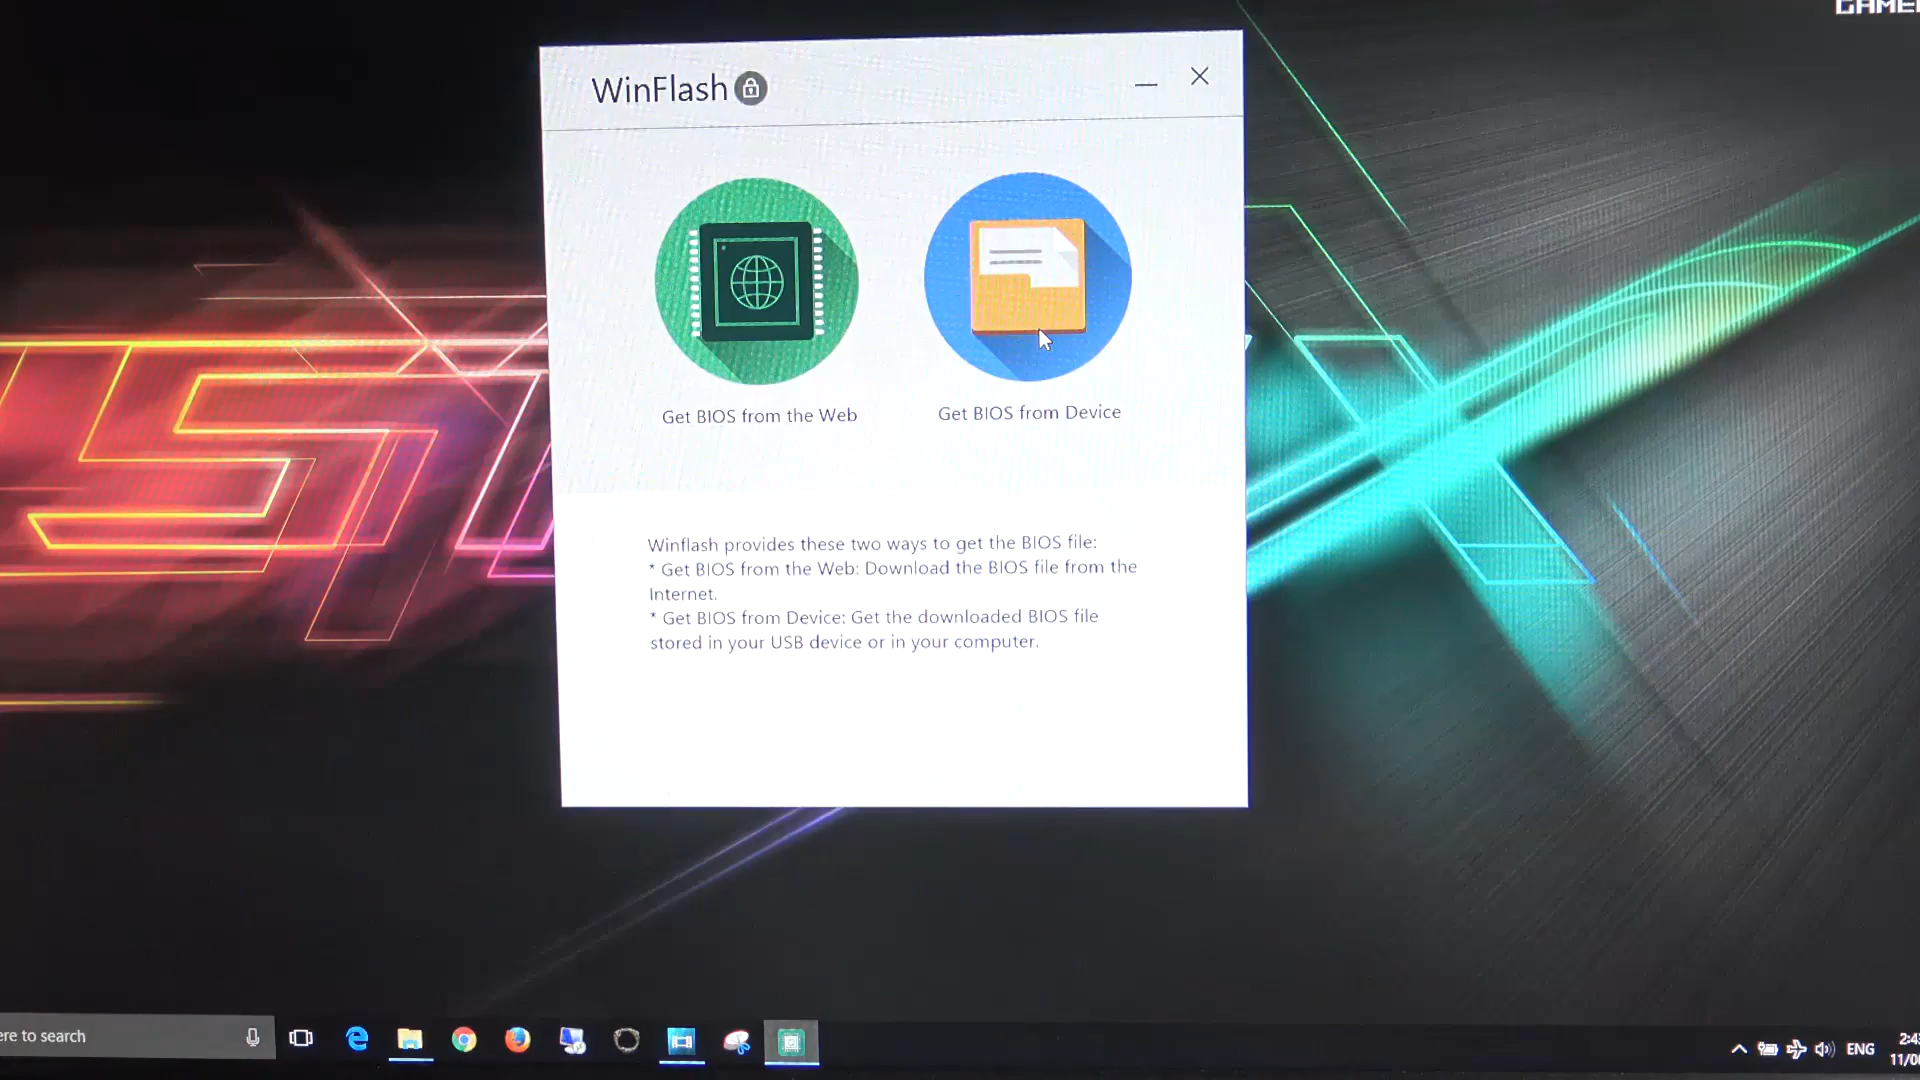 WinFlash
Get BIOS from the Web
Get BIOS from Device
Winflash provides these two ways to get the BIOS file:
* Get BIOS from the Web: Download the BIOS file from the
Internet.
* Get BIOS from Device: Get the downloaded BIOS file
stored in your USB device or in your computer.
to search
ENG